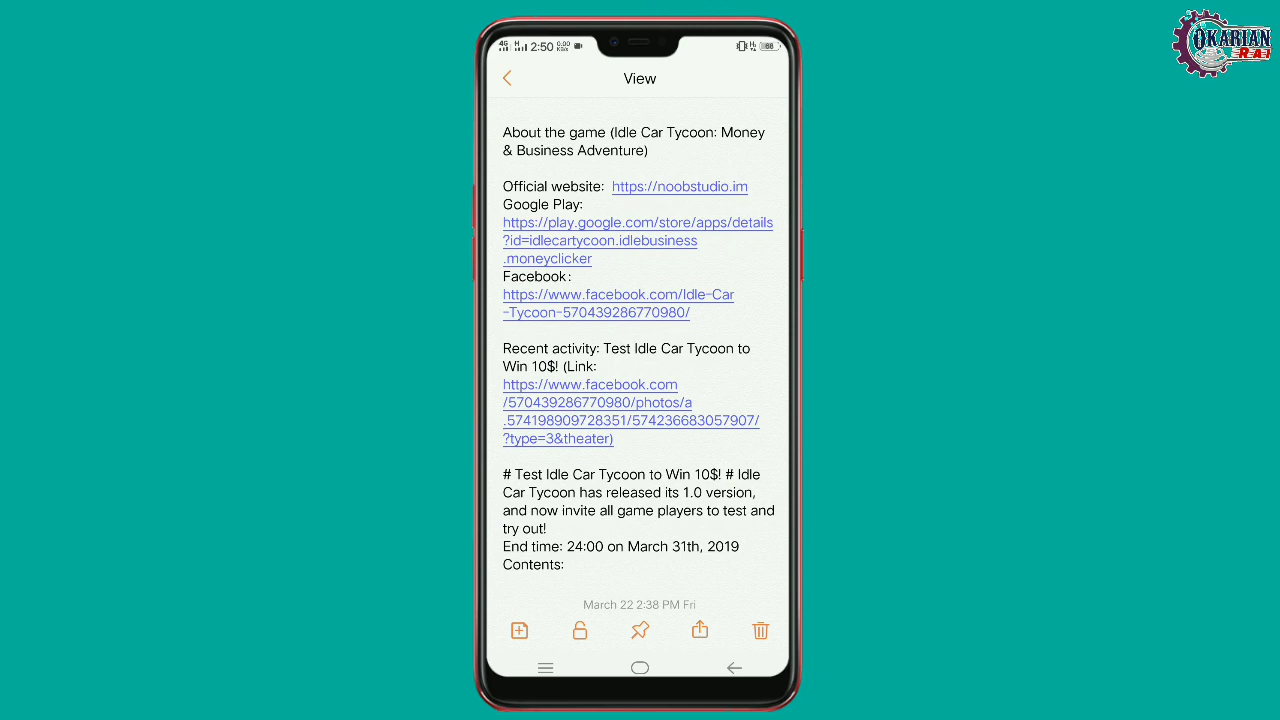 OKARIAN
RAI
4G
H
2:50
0.00
K/s
68
View
About the game (Idle Car Tycoon: Money
& Business Adventure)
Official website: https://noobstudio.im
Google Play:
https://play.google.com/store/apps/details
?id=idlecartycoon.idlebusiness
.moneyclicker
Facebook:
https://www.facebook.com/Idle-Car
-Tycoon-570439286770980/
Recent activity: Test Idle Car Tycoon to
Win 10$! (Link:
https://www.facebook.com
/570439286770980/photos/a
.574198909728351/574236683057907/
?type=3&theater)
# Test Idle Car Tycoon to Win 10$! # Idle
Car Tycoon has released its 1.0 version,
and now invite all game players to test and
try out!
End time: 24:00 on March 31th, 2019
Contents:
March 22 2:38 PM Fri